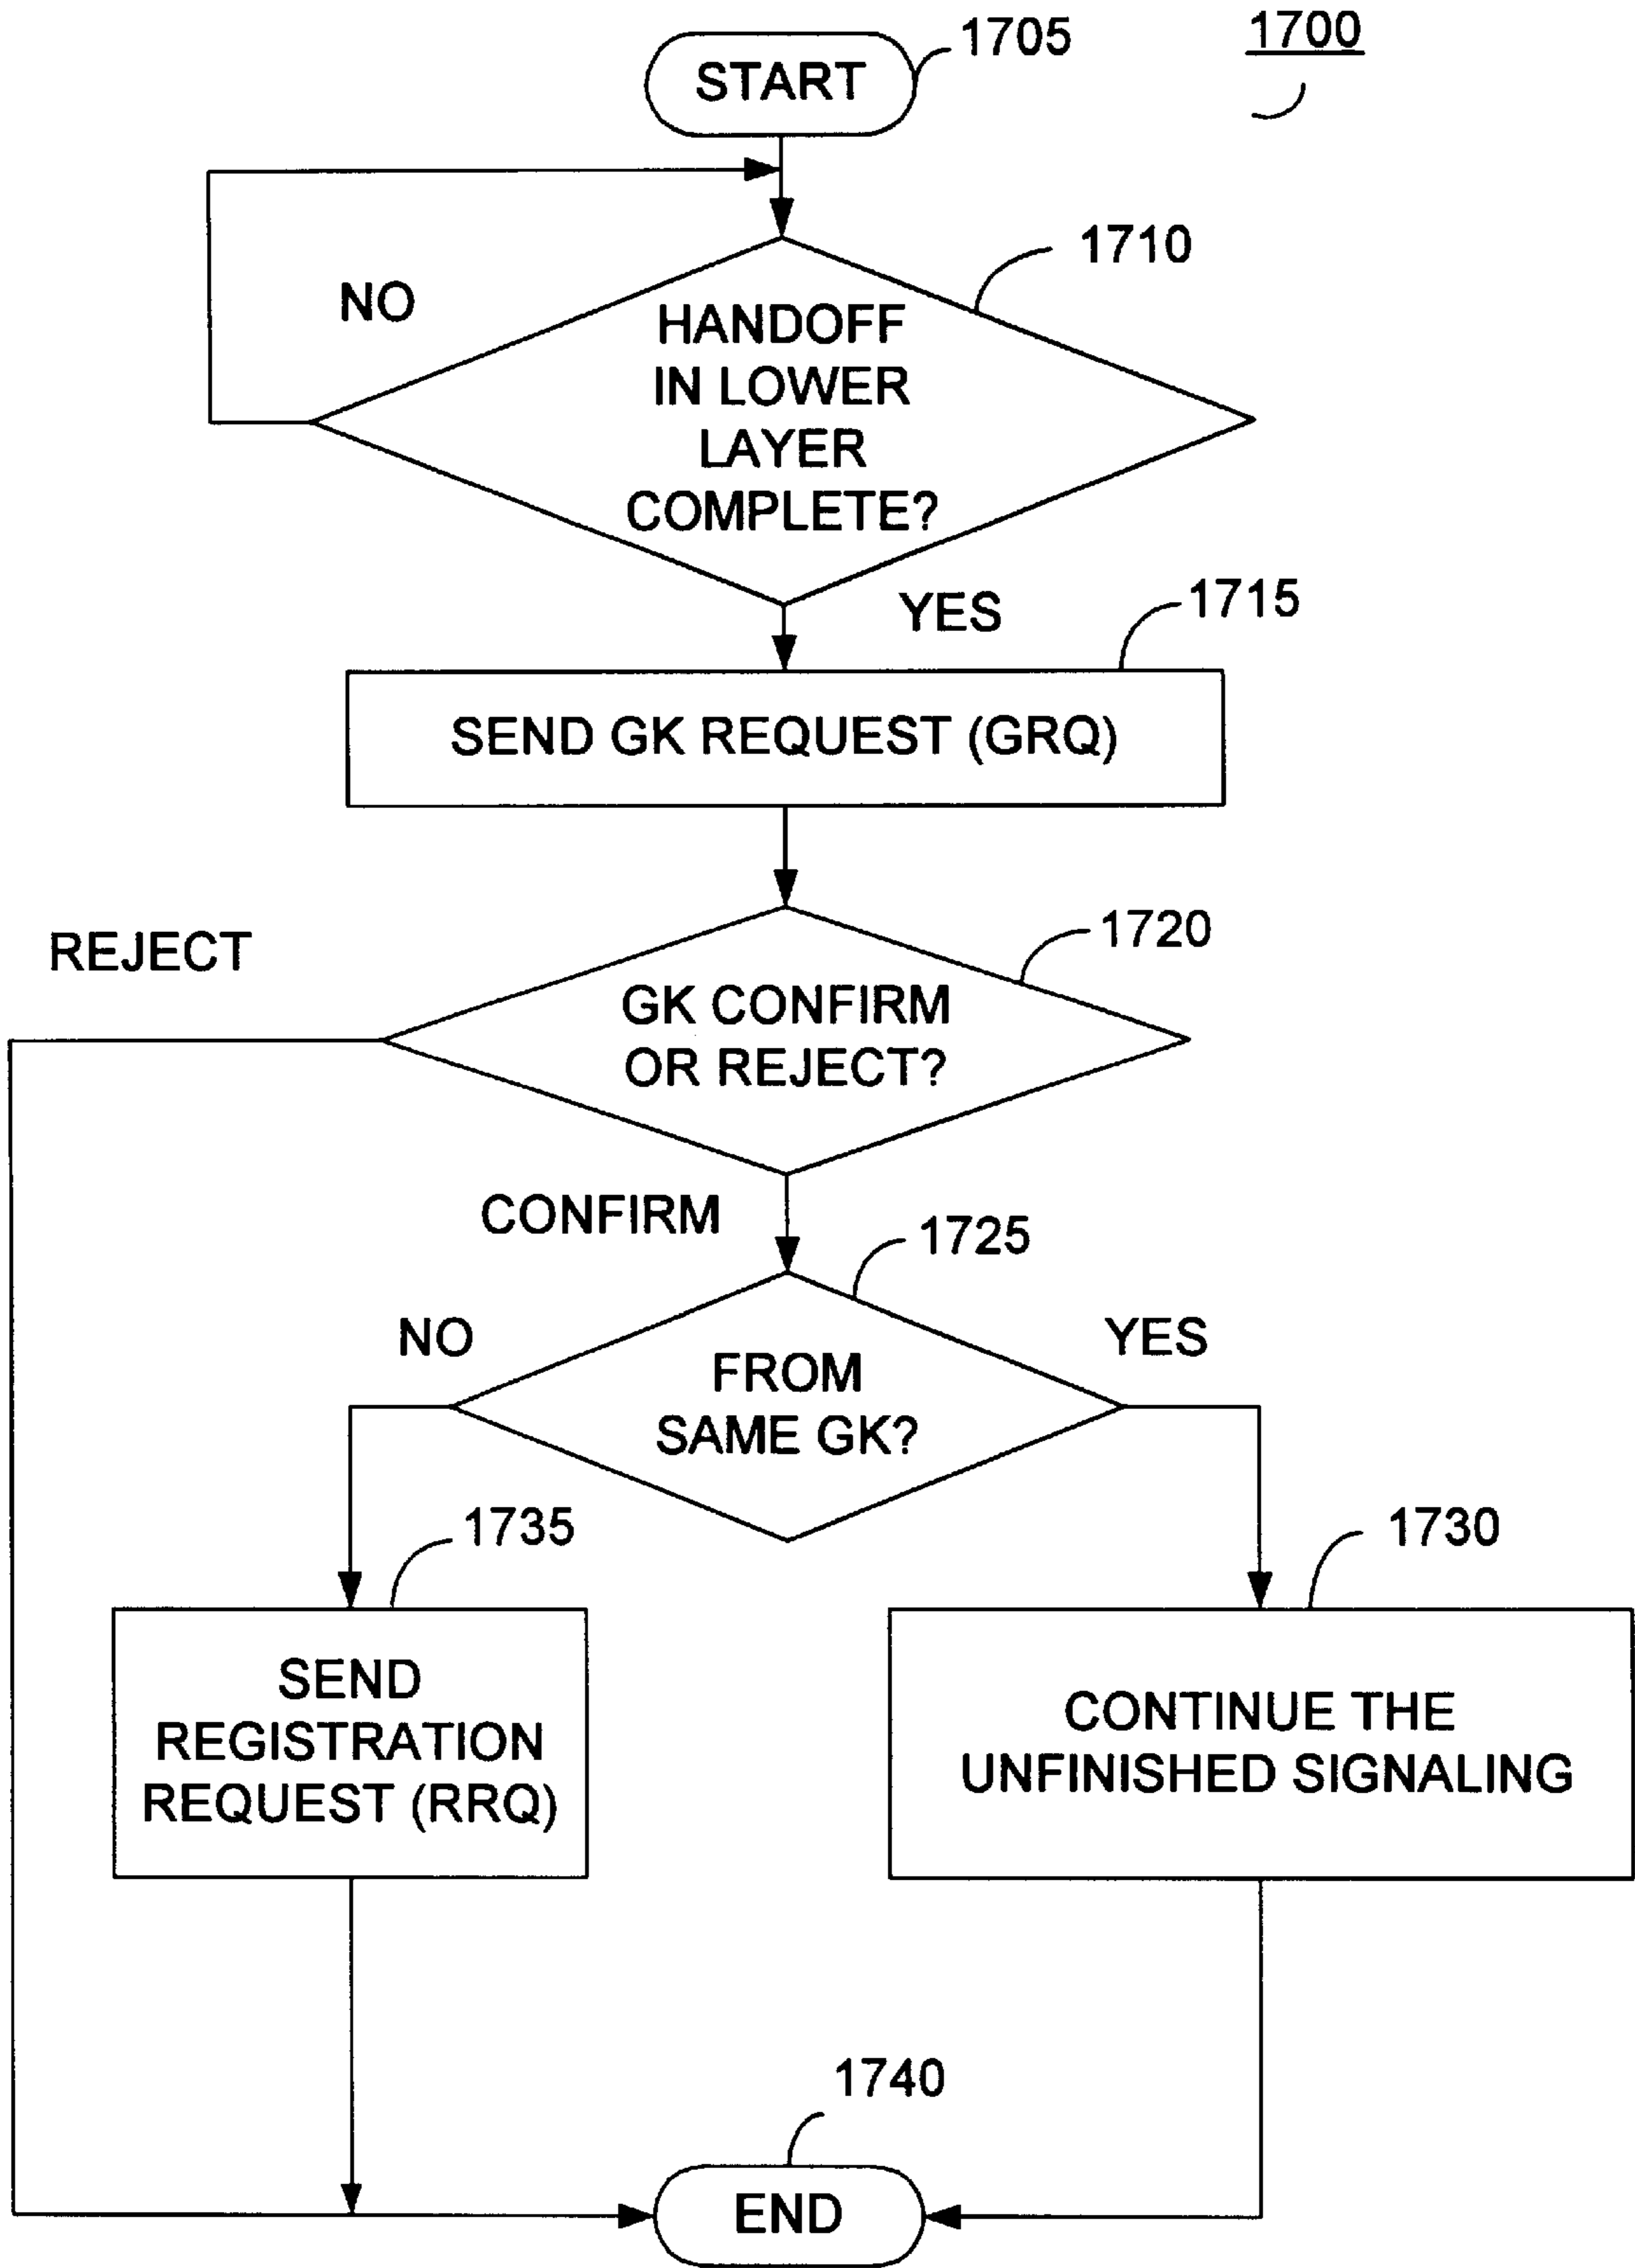 1700
1705
START
1710
NO
HANDOFF
IN LOWER
LAYER
COMPLETE?
YES
1715
SEND GK REQUEST (GRQ)
1720
REJECT
GK CONFIRM
OR REJECT?
CONFIRM
1725
NO
YES
FROM
SAME GK?
1735
1730
SEND
REGISTRATION
REQUEST (RRQ)
CONTINUE THE
UNFINISHED SIGNALING
1740
END